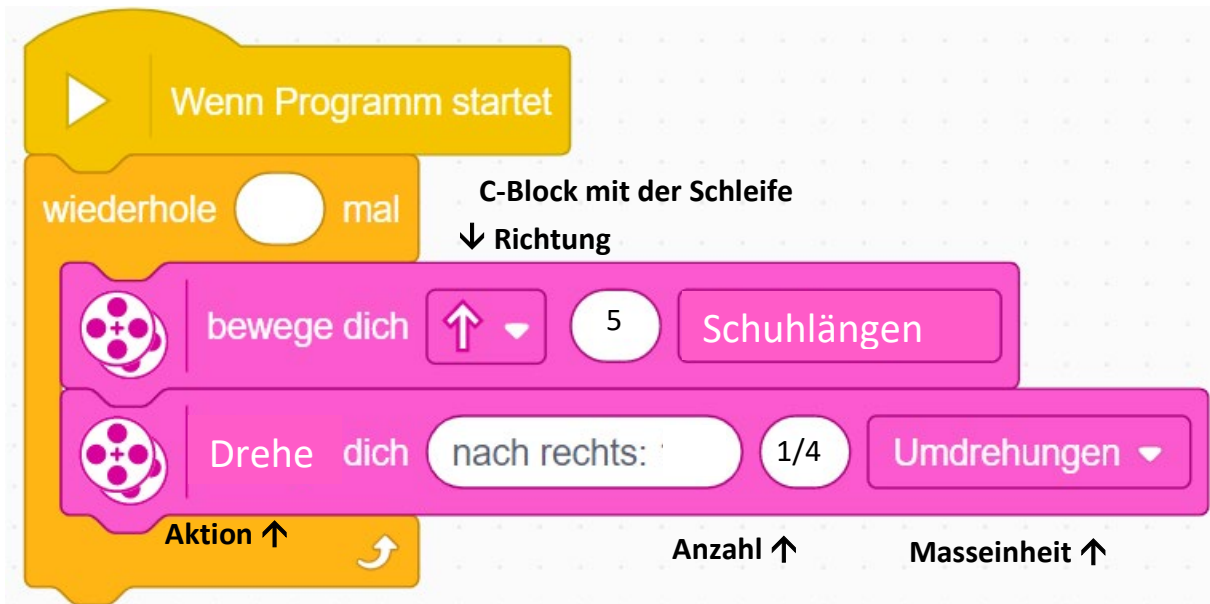 Wenn Programm startet
wiederhole mal
C-Block mit der Schleife
↓ Richtung
bewege dich ↑ 5 Schuhlängen
Drehe dich nach rechts: 1/4 Umdrehungen
Aktion ↑
Anzahl ↑ Masseinheit ↑